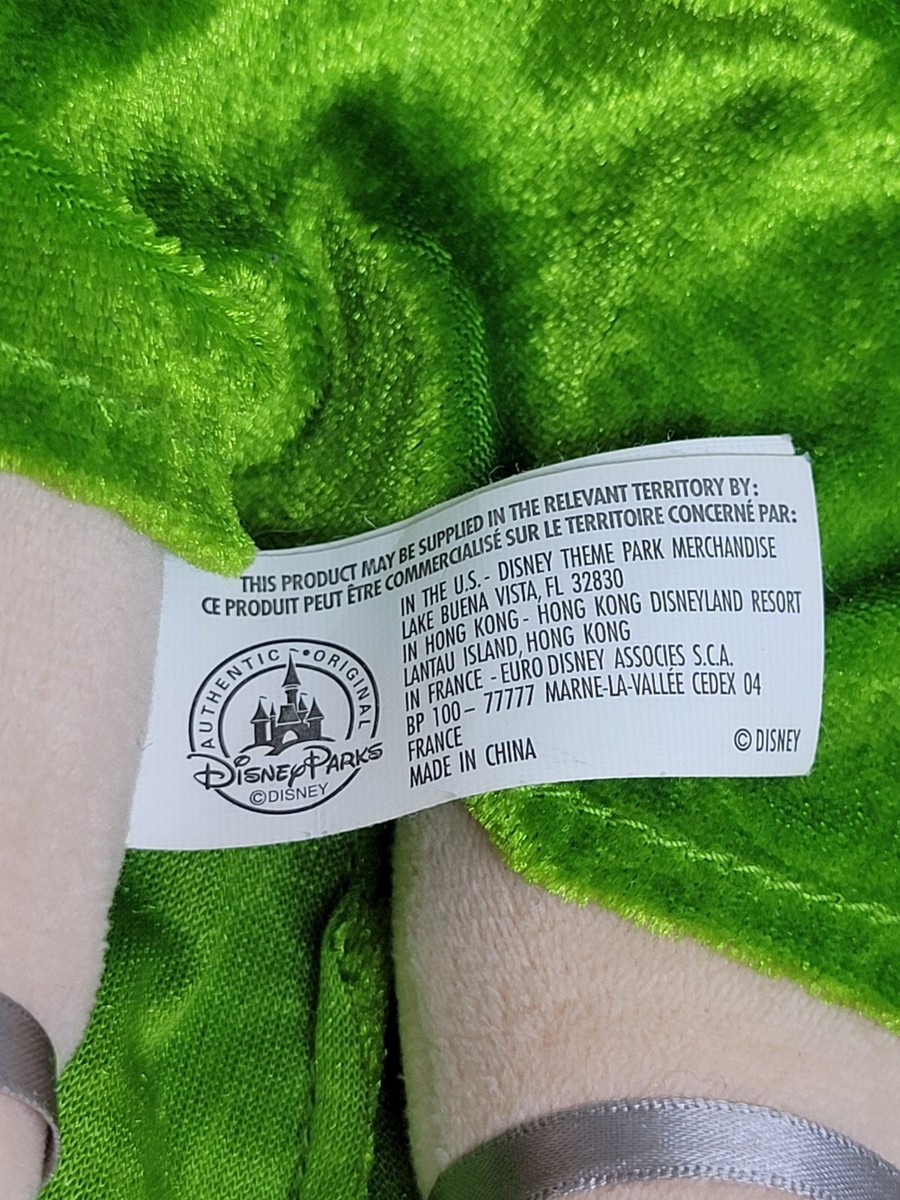 THIS PRODUCT MAY BE SUPPLIED IN THE RELEVANT TERRITORY BY:
CE PRODUIT PEUT ÊTRE COMMERCIALISÉ SUR LE TERRITOIRE CONCERNÉ PAR:
IN THE U.S. - DISNEY THEME PARK MERCHANDISE
LAKE BUENA VISTA, FL 32830
IN HONG KONG - HONG KONG DISNEYLAND RESORT
LANTAU ISLAND, HONG KONG
IN FRANCE - EURO DISNEY ASSOCIES S.C.A.
BP 100 – 77777 MARNE-LA-VALLÉE CEDEX 04
FRANCE
MADE IN CHINA
© DISNEY
AUTHENTIC • ORIGINAL
DISNEY PARKS
©DISNEY